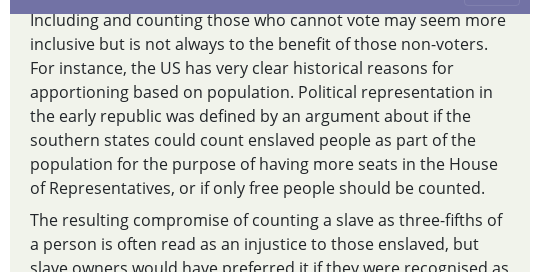 Including and counting those who cannot vote may seem more
inclusive but is not always to the benefit of those non-voters.
For instance, the US has very clear historical reasons for
apportioning based on population. Political representation in
the early republic was defined by an argument about if the
southern states could count enslaved people as part of the
population for the purpose of having more seats in the House
of Representatives, or if only free people should be counted.
The resulting compromise of counting a slave as three-fifths of
a person is often read as an injustice to those enslaved, but
slave owners would have preferred it if they were recognised as